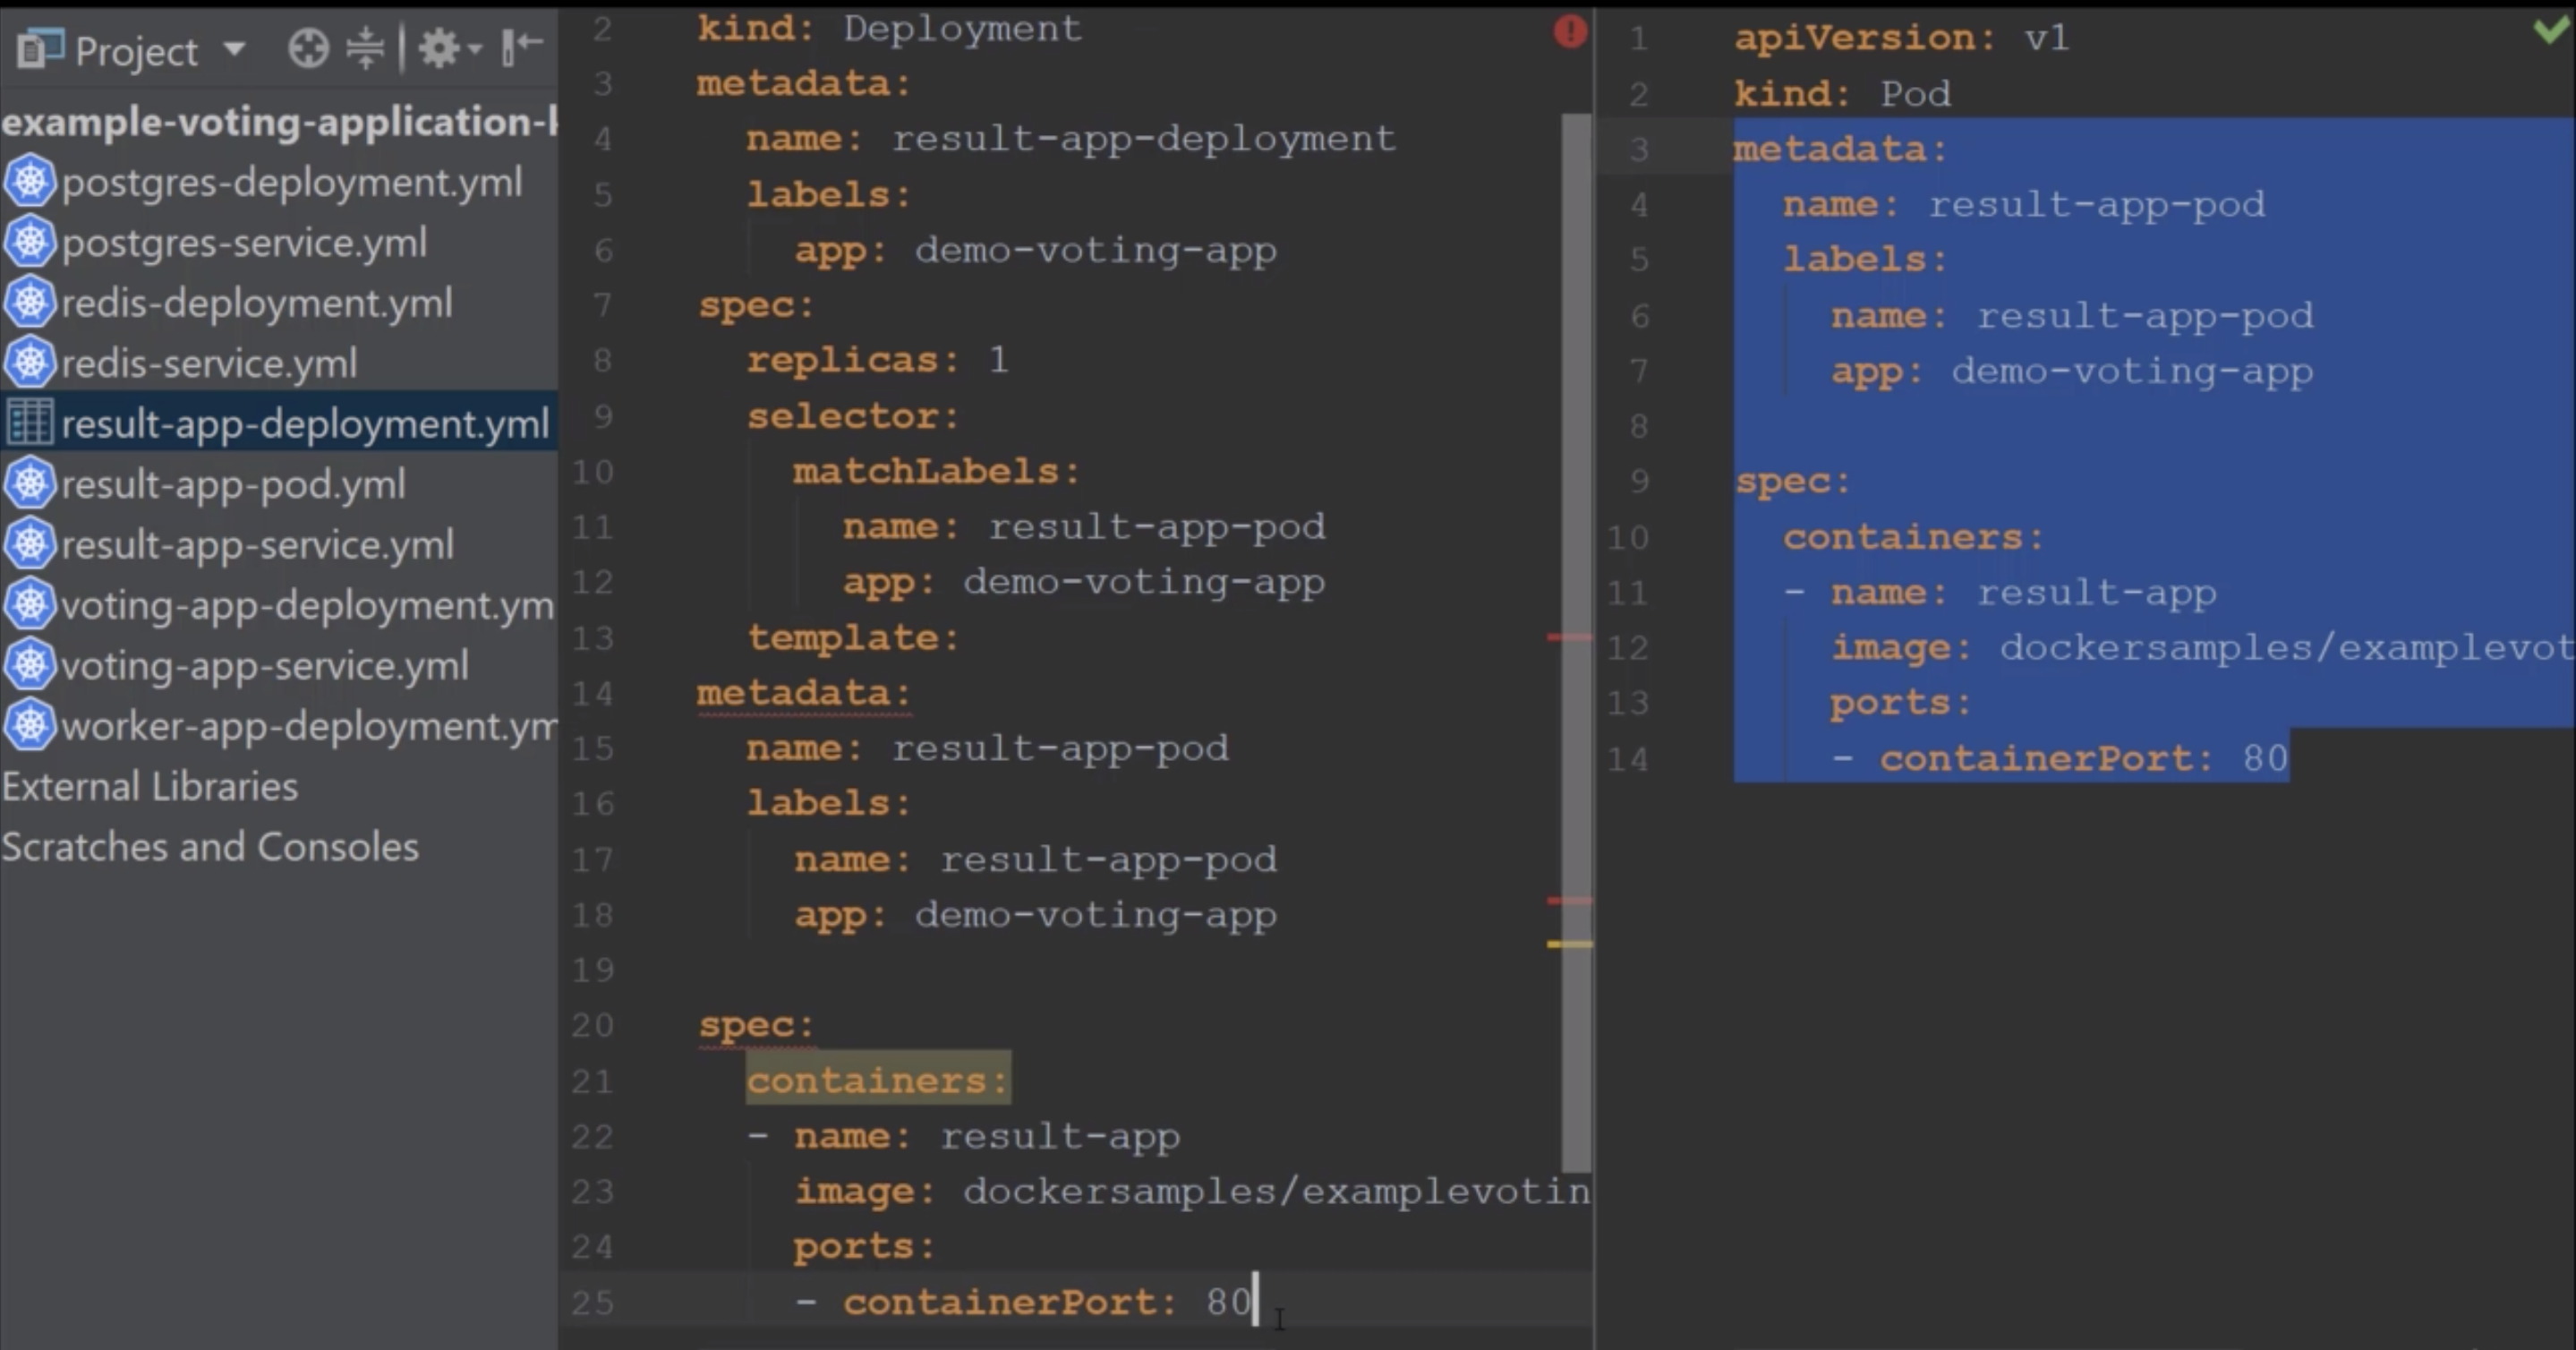 Project
example-voting-application-k
postgres-deployment.yml
postgres-service.yml
redis-deployment.yml
redis-service.yml
result-app-deployment.yml
result-app-pod.yml
result-app-service.yml
voting-app-deployment.ym
voting-app-service.yml
worker-app-deployment.ym
External Libraries
Scratches and Consoles
2 kind: Deployment
3 metadata:
4 name: result-app-deployment
5 labels:
6 app: demo-voting-app
7 spec:
8 replicas: 1
9 selector:
10 matchLabels:
11 name: result-app-pod
12 app: demo-voting-app
13 template:
14 metadata:
15 name: result-app-pod
16 labels:
17 name: result-app-pod
18 app: demo-voting-app
19
20 spec:
21 containers:
22 - name: result-app
23 image: dockersamples/examplevotin
24 ports:
25 - containerPort: 80
1 apiVersion: v1
2 kind: Pod
3 metadata:
4 name: result-app-pod
5 labels:
6 name: result-app-pod
7 app: demo-voting-app
8
9 spec:
10 containers:
11 - name: result-app
12 image: dockersamples/examplevot
13 ports:
14 - containerPort: 80